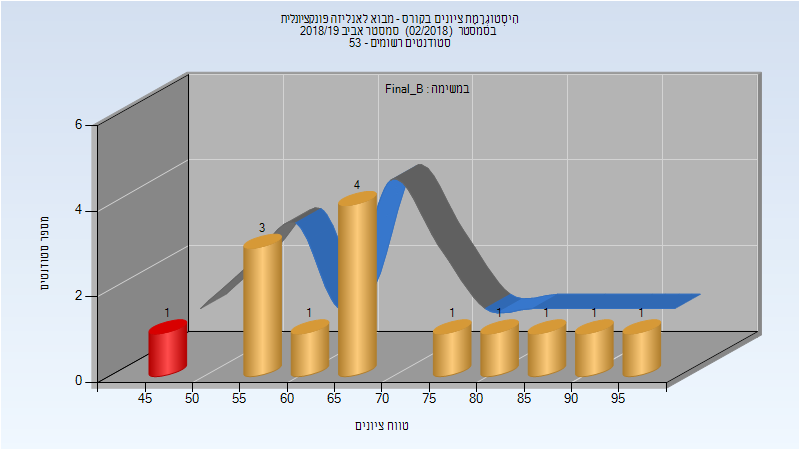 הִיסְטוֹגְרָמַת ציונים בקורס - מבוא לאנליזה פונקציונלית
בסמסטר (02/2018) סמסטר אביב 2018/19
סטודנטים רשומים - 53
במשימה : Final_B
6
4
2
0
מספר סטודנטים
1
3
1
4
1
1
1
1
1
45 50 55 60 65 70 75 80 85 90 95
טווח ציונים